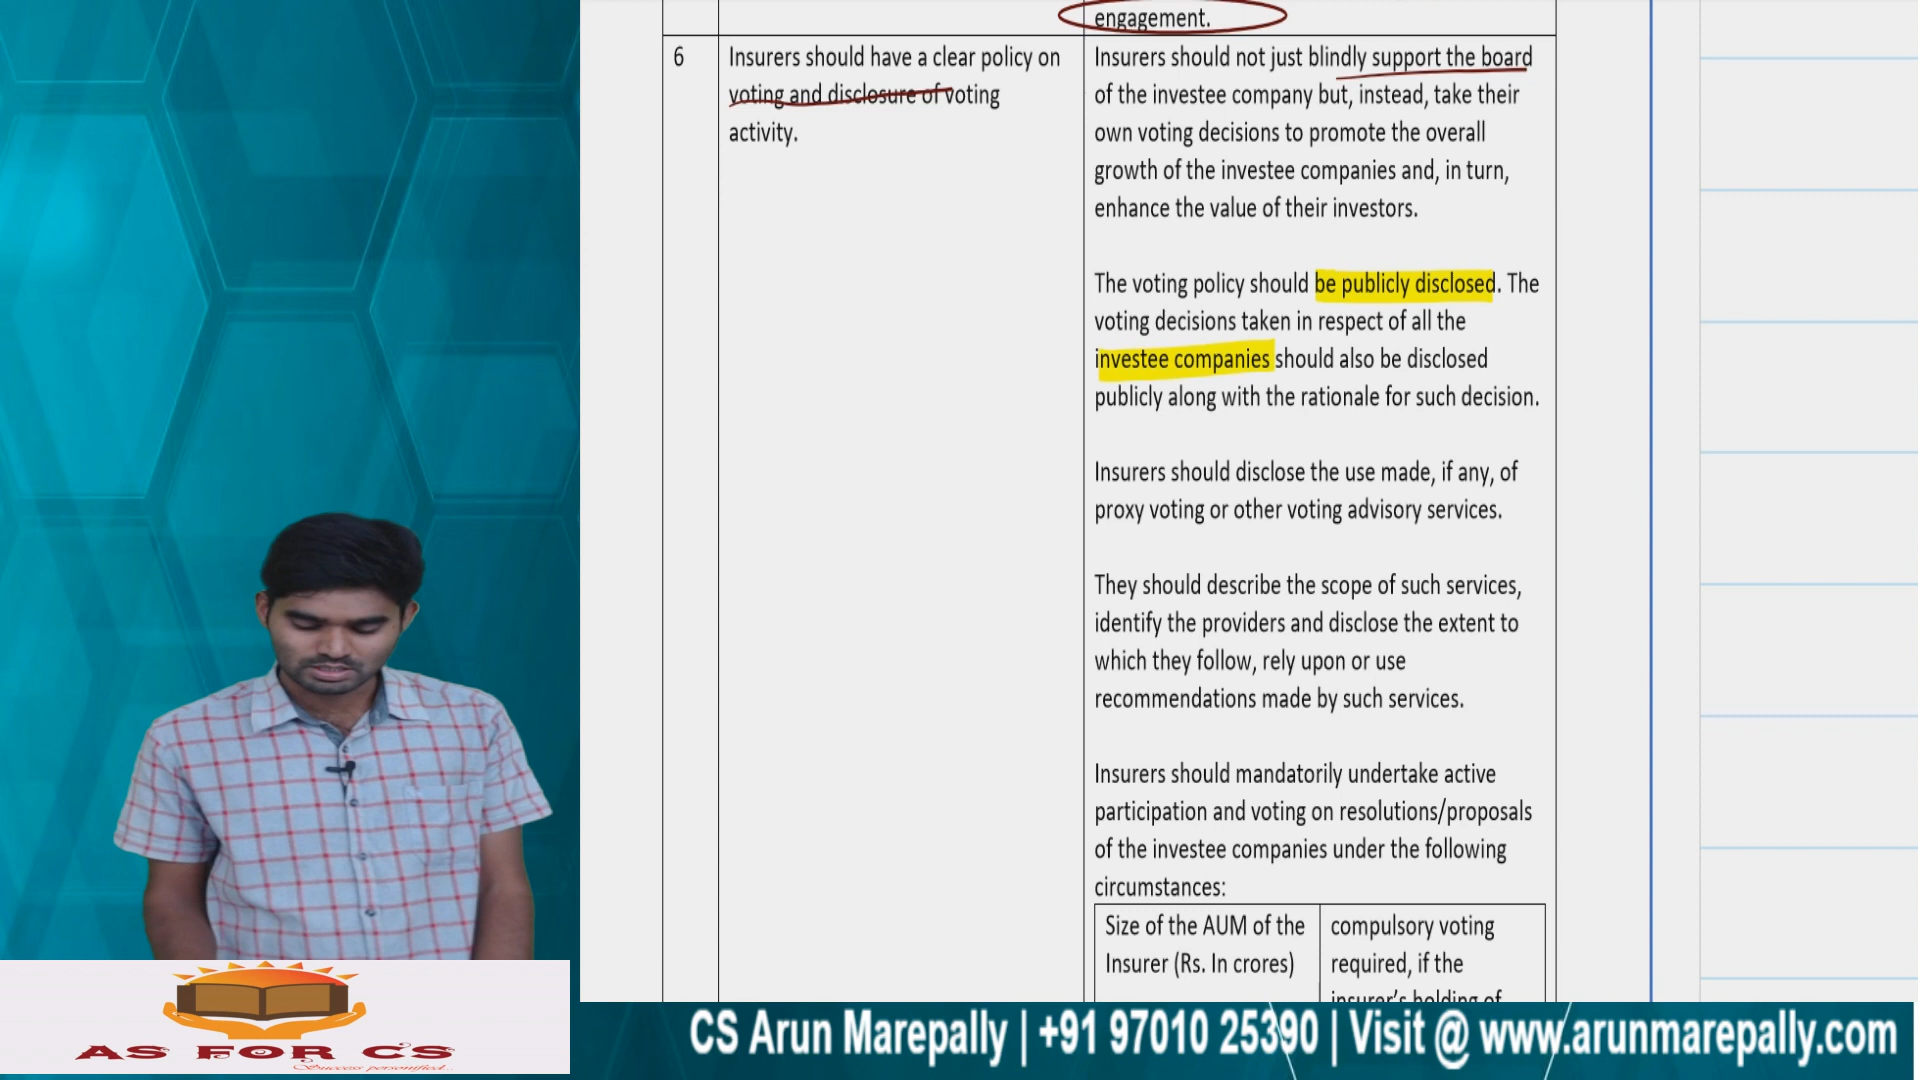 engagement.
6
Insurers should have a clear policy on
voting and disclosure of voting
activity.
Insurers should not just blindly support the board
of the investee company but, instead, take their
own voting decisions to promote the overall
growth of the investee companies and, in turn,
enhance the value of their investors.
The voting policy should be publicly disclosed. The
voting decisions taken in respect of all the
investee companies should also be disclosed
publicly along with the rationale for such decision.
Insurers should disclose the use made, if any, of
proxy voting or other voting advisory services.
They should describe the scope of such services,
identify the providers and disclose the extent to
which they follow, rely upon or use
recommendations made by such services.
Insurers should mandatorily undertake active
participation and voting on resolutions/proposals
of the investee companies under the following
circumstances:
Size of the AUM of the
Insurer (Rs. In crores)
compulsory voting
required, if the
insurer's holding of
AS FOR CS
Success personified...
CS Arun Marepally | +91 97010 25390 | Visit @ www.arunmarepally.com